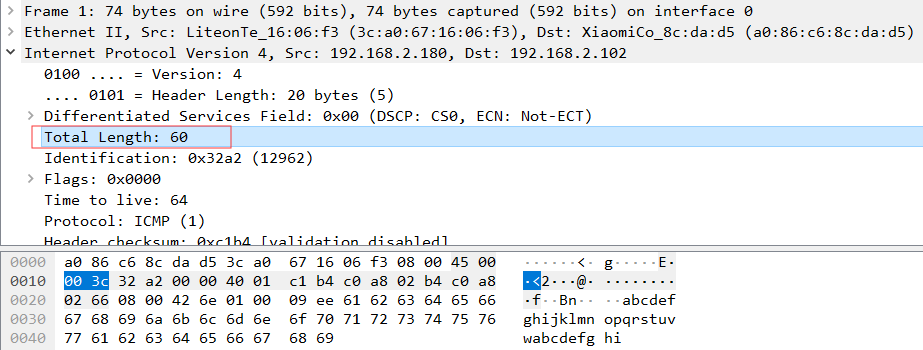 Frame 1: 74 bytes on wire (592 bits), 74 bytes captured (592 bits) on interface 0
Ethernet II, Src: LiteonTe_16:06:f3 (3c:a0:67:16:06:f3), Dst: XiaomiCo_8c:da:d5 (a0:86:c6:8c:da:d5)
Internet Protocol Version 4, Src: 192.168.2.180, Dst: 192.168.2.102
0100 .... = Version: 4
.... 0101 = Header Length: 20 bytes (5)
Differentiated Services Field: 0x00 (DSCP: CS0, ECN: Not-ECT)
Total Length: 60
Identification: 0x32a2 (12962)
Flags: 0x0000
Time to live: 64
Protocol: ICMP (1)
Header checksum: 0xc1b4 [validation disabled]
0000 a0 86 c6 8c da d5 3c a0 67 16 06 f3 08 00 45 00 ······<· g·····E·
0010 00 3c 32 a2 00 00 40 01 c1 b4 c0 a8 02 b4 c0 a8 ·<2···@· ········
0020 02 66 08 00 42 6e 01 00 09 ee 61 62 63 64 65 66 ·f··Bn·· ··abcdef
0030 67 68 69 6a 6b 6c 6d 6e 6f 70 71 72 73 74 75 76 ghijklmn opqrstuv
0040 77 61 62 63 64 65 66 67 68 69 wabcdefg hi